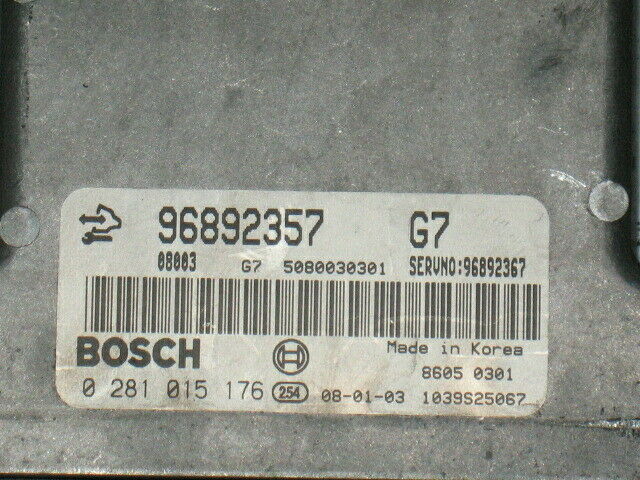 96892357 G7
08003 G7 5080030301 SERVNO:96892367
BOSCH Made in Korea
8605 0301
0 281 015 176 254 08-01-03 1039S25067